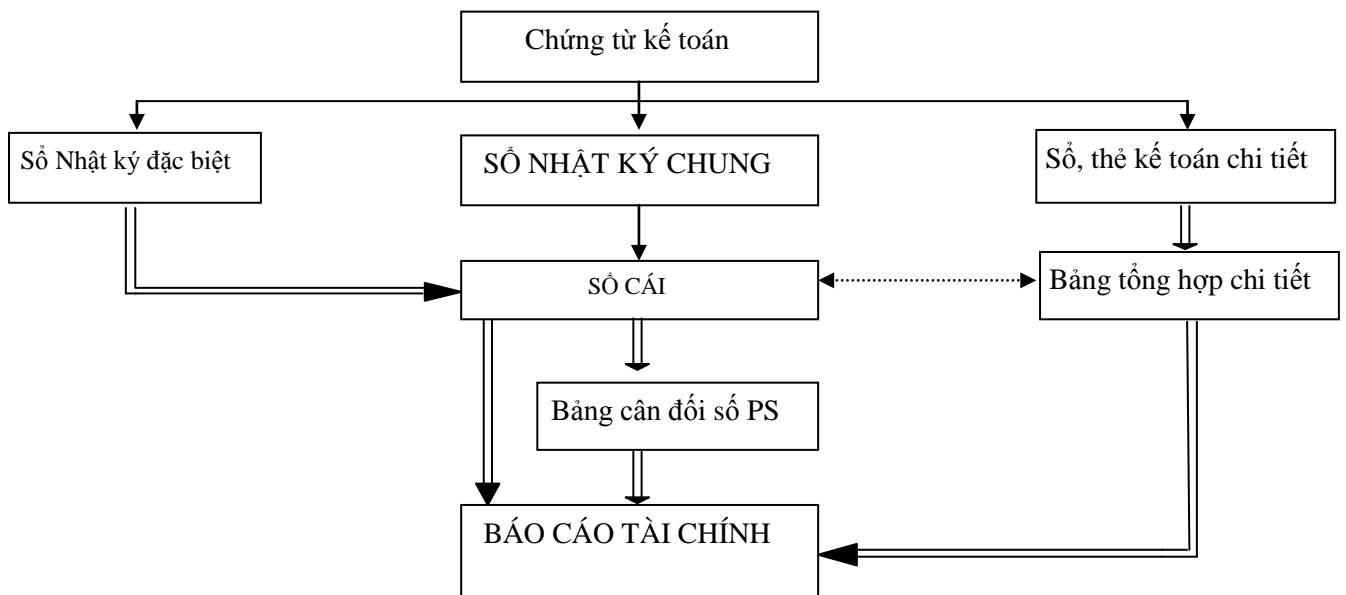 Chứng từ kế toán
Sổ Nhật ký đặc biệt
SỔ NHẬT KÝ CHUNG
Sổ, thẻ kế toán chi tiết
SỔ CÁI
Bảng tổng hợp chi tiết
Bảng cân đối số PS
BÁO CÁO TÀI CHÍNH